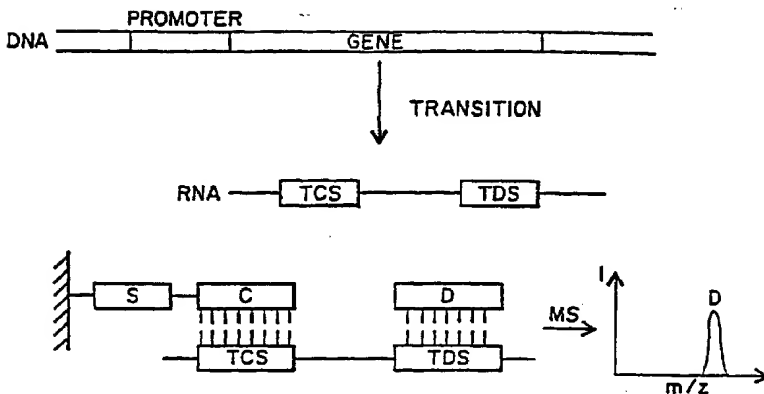 PROMOTER
DNA GENE
TRANSITION
RNA TCS TDS
S C D I D
MS
TCS TDS
m/z